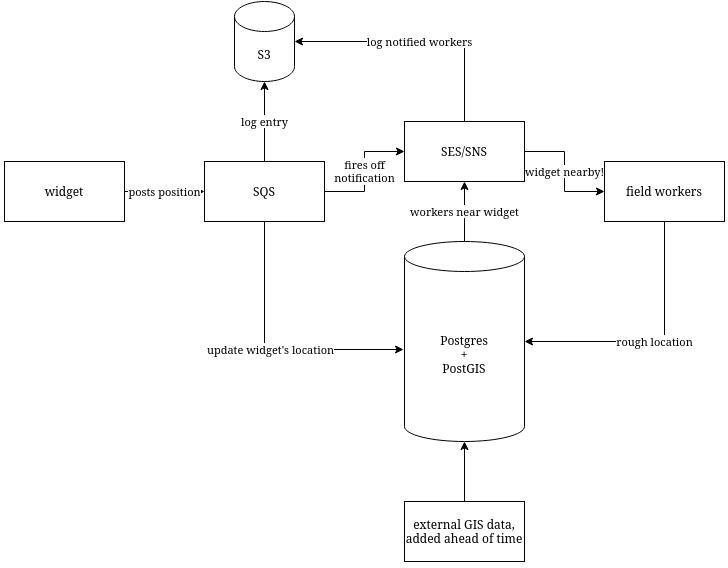 S3
log notified workers
log entry
SES/SNS
fires off
notification
widget nearby!
widget
posts position
SQS
field workers
workers near widget
Postgres
+
PostGIS
update widget's location
rough location
external GIS data,
added ahead of time